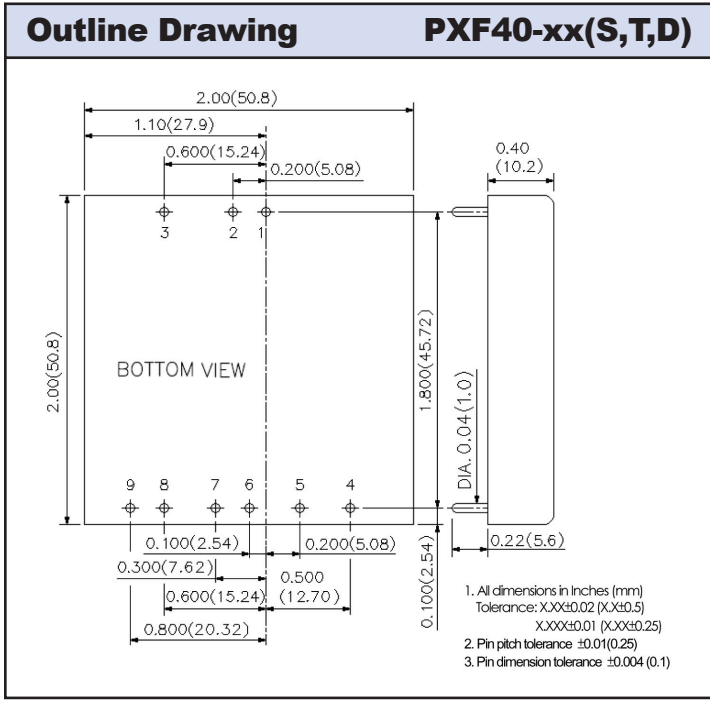 Outline Drawing PXF40-xx(S,T,D)
2.00(50.8)
1.10(27.9)
0.600(15.24)
0.200(5.08)
0.40
(10.2)
3 2 1
2.00(50.8)
BOTTOM VIEW
1.800(45.72)
DIA. 0.04(1.0)
9 8 7 6 5 4
0.100(2.54)
0.200(5.08)
0.300(7.62)
0.500
(12.70)
0.600(15.24)
0.800(20.32)
0.100(2.54)
0.22(5.6)
1. All dimensions in Inches (mm)
Tolerance: X.XX±0.02 (X.X±0.5)
X.XXX±0.01 (X.XX±0.25)
2. Pin pitch tolerance ±0.01(0.25)
3. Pin dimension tolerance ±0.004 (0.1)